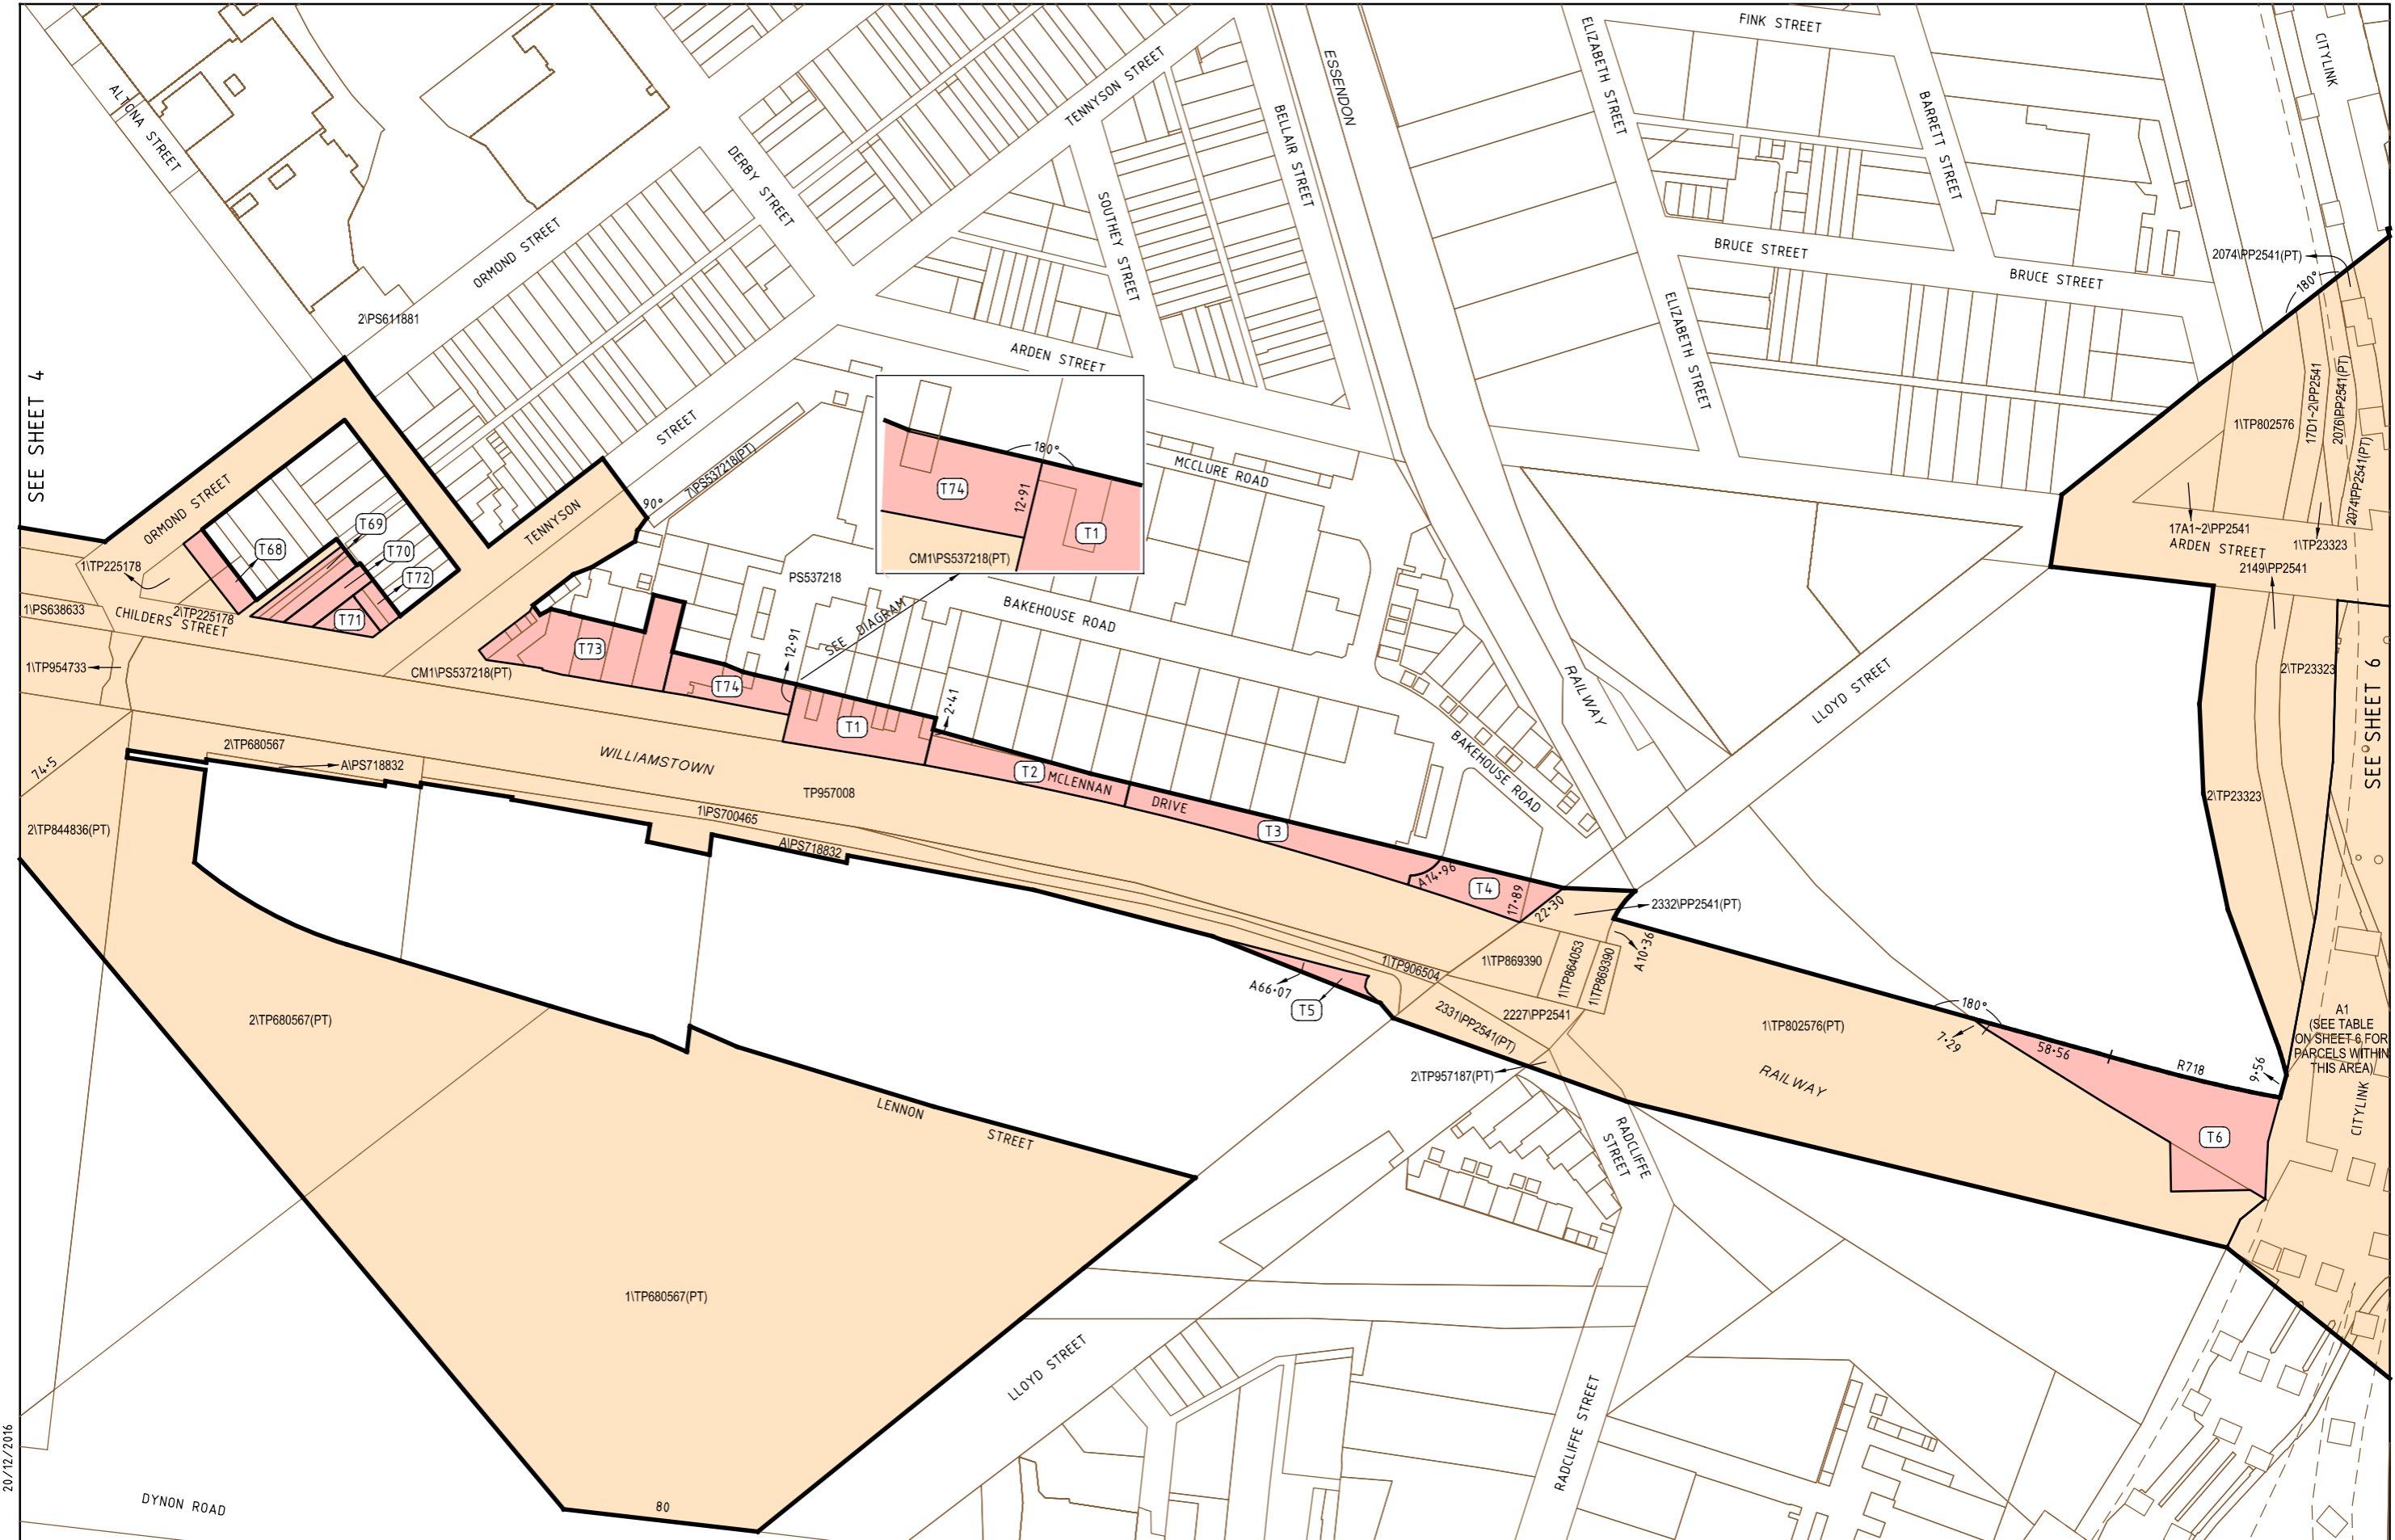 FINK STREET
CITYLINK
ELIZABETH STREET
ESSENDON
TENNYSON STREET
ALTONA STREET
BELLAIR STREET
BARRETT STREET
DERBY STREET
SOUTHEY STREET
ORMOND STREET
BRUCE STREET
BRUCE STREET
2074\PP2541(PT)
180°
2\PS611881
ELIZABETH STREET
ARDEN STREET
SEE SHEET 4
STREET
7\PS537218(PT)
90°
180°
T74
12·91
T1
CM1\PS537218(PT)
MCCLURE ROAD
1\TP802576
17D1~2\PP2541
2076\PP2541(PT)
2074\PP2541(PT)
17A1~2\PP2541
ARDEN STREET
1\TP23323
2149\PP2541
ORMOND STREET
TENNYSON
T69
T68
T70
T72
T71
1\TP225178
2\TP225178
1\PS638633
CHILDERS STREET
1\TP954733
CM1\PS537218(PT)
PS537218
SEE DIAGRAM
BAKEHOUSE ROAD
T73
T74
12·91
T1
2·41
RAILWAY
LLOYD STREET
2\TP23323
SEE SHEET 6
2\TP23323
BAKEHOUSE ROAD
2\TP680567
A\PS718832
74·5
WILLIAMSTOWN
TP957008
T2
MCLENNAN
DRIVE
T3
1\PS700465
A\PS718832
2\TP844836(PT)
A14·96
T4
17·89
22·30
2332\PP2541(PT)
A10·36
1\TP869390
1\TP864053
1\TP869390
1\TP906504
A66·07
T5
2331\PP2541(PT)
2227\PP2541
2\TP957187(PT)
1\TP802576(PT)
180°
7·29
58·56
R718
9·56
A1
(SEE TABLE
ON SHEET 6 FOR
PARCELS WITHIN
THIS AREA)
CITYLINK
RAILWAY
T6
2\TP680567(PT)
LENNON
STREET
RADCLIFFE
STREET
1\TP680567(PT)
LLOYD STREET
RADCLIFFE STREET
20/12/2016
DYNON ROAD
80